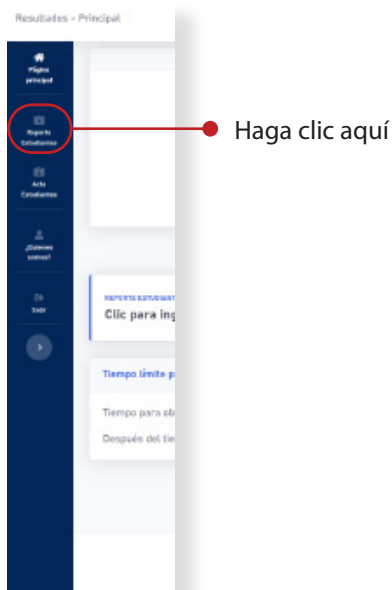 Resultados - Principal
Página
principal
Reporte
Estudiantes
Acta
Estudiantes
¿Quienes
somos?
Salir
Haga clic aquí
REPORTE ESTUDIANT
Clic para ing
Tiempo límite p
Tiempo para ob
Después del tie